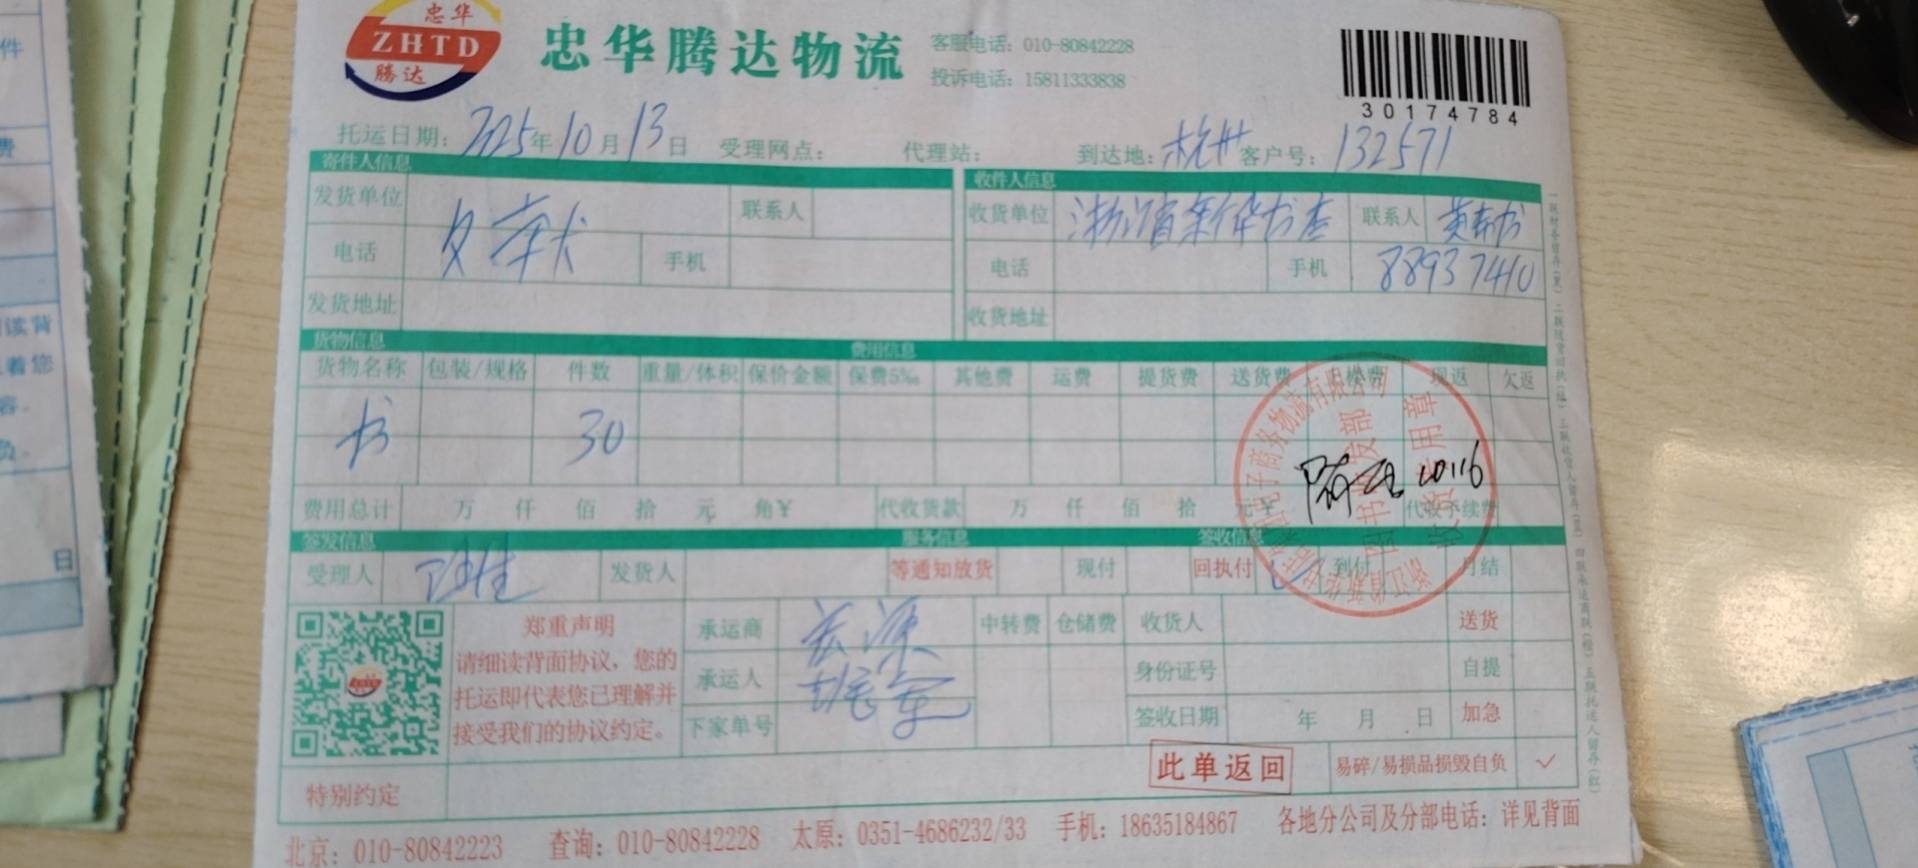 忠华
ZHTD
腾达
忠华腾达物流
客服电话：010-80842228
投诉电话：15811333838
30174784
托运日期：2025年10月13日 受理网点： 代理站： 到达地：杭州 客户号：132571
寄件人信息 收件人信息
发货单位 联系人 收货单位 浙江省新华书店 联系人
电话 手机 电话 手机 88937410
发货地址 收货地址
货物信息 费用信息
货物名称 包装/规格 件数 重量/体积 保价金额 保费5‰ 其他费 运费 提货费 送货费 上楼费 现返 欠返
书 30
10116
费用总计 万 仟 佰 拾 元 角¥ 代收货款 万 仟 佰 拾 元¥ 代收手续费
签发信息 服务信息 签收信息
受理人 发货人 等通知放货 现付 回执付 到付 月结
郑重声明
请细读背面协议，您的
托运即代表您已理解并
接受我们的协议约定。
承运商 中转费 仓储费 收货人 送货
承运人 身份证号 自提
下家单号 签收日期 年 月 日 加急
特别约定 此单返回 易碎/易损品损毁自负 ✓
北京：010-80842223 查询：010-80842228 太原：0351-4686232/33 手机：18635184867 各地分公司及分部电话：详见背面